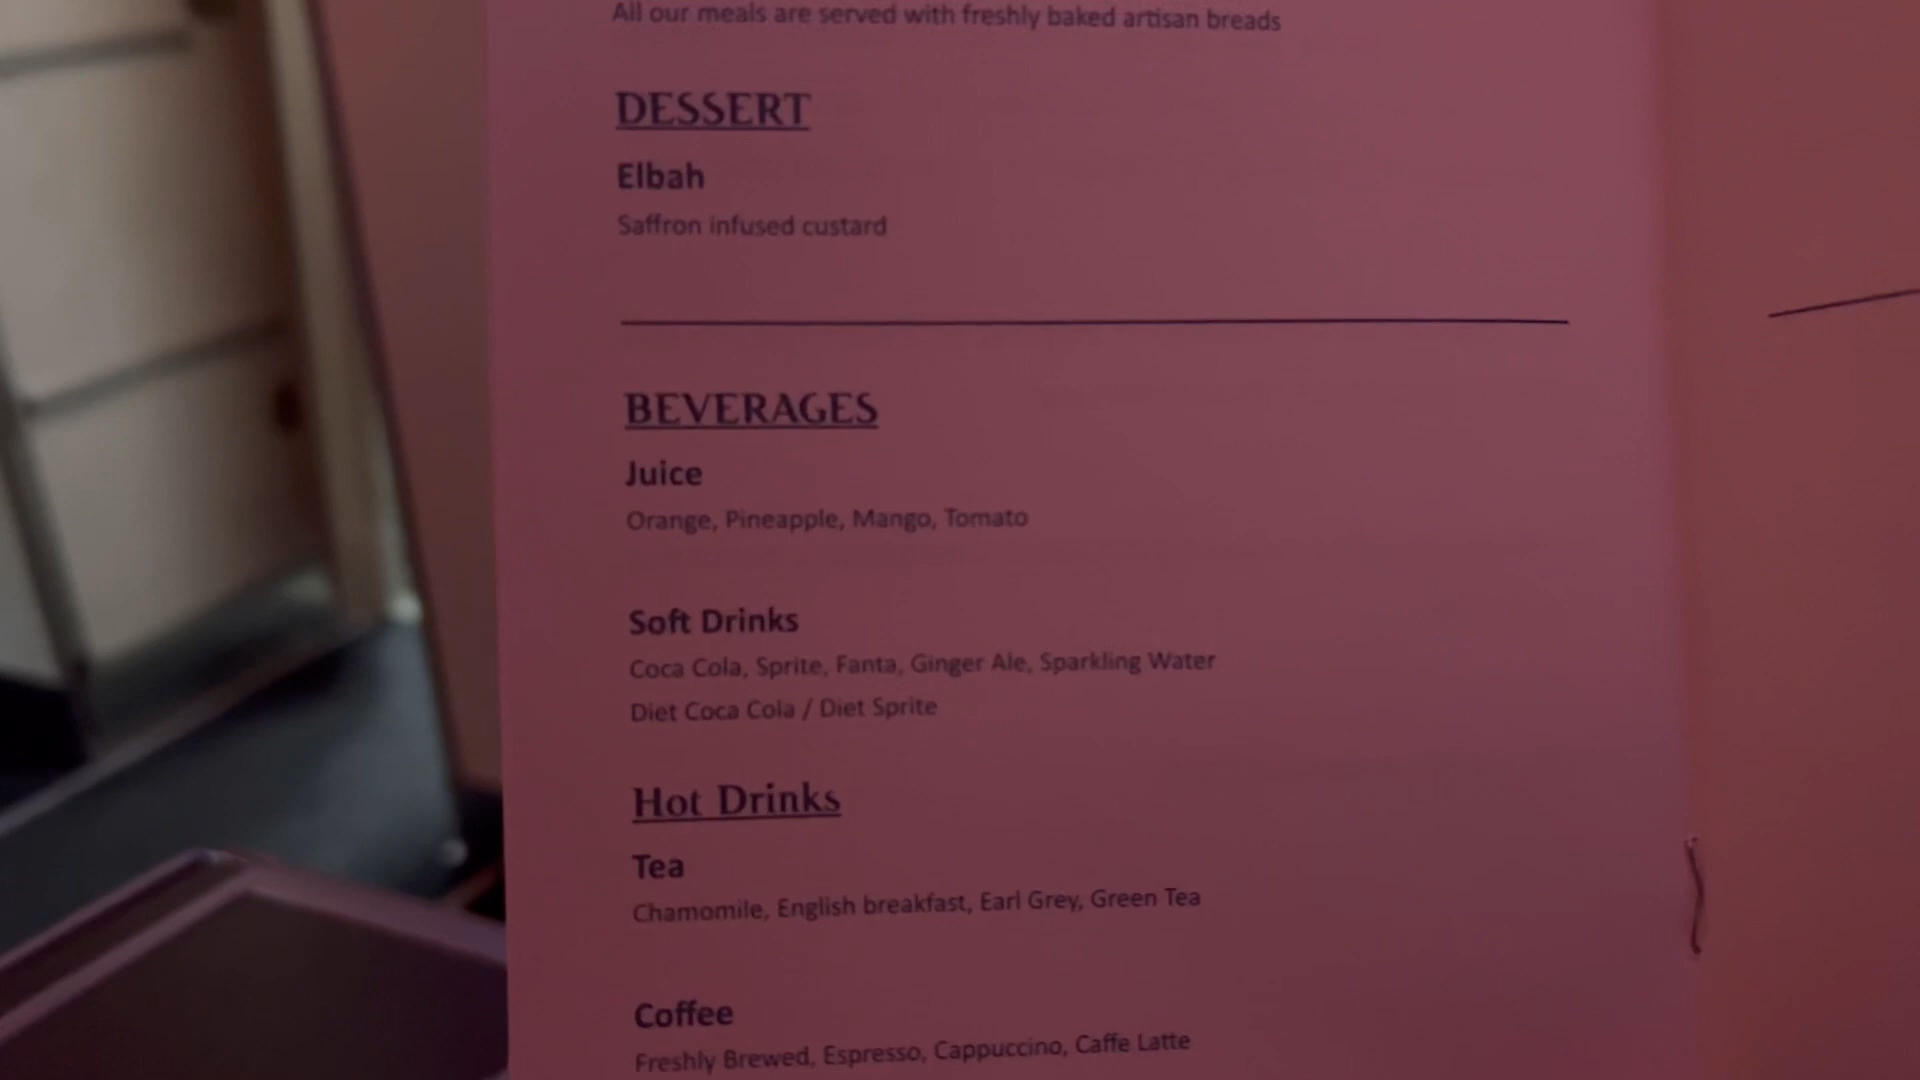 All our meals are served with freshly baked artisan breads
DESSERT
Elbah
Saffron infused custard
BEVERAGES
Juice
Orange, Pineapple, Mango, Tomato
Soft Drinks
Coca Cola, Sprite, Fanta, Ginger Ale, Sparkling Water
Diet Coca Cola / Diet Sprite
Hot Drinks
Tea
Chamomile, English breakfast, Earl Grey, Green Tea
Coffee
Freshly Brewed, Espresso, Cappuccino, Caffe Latte